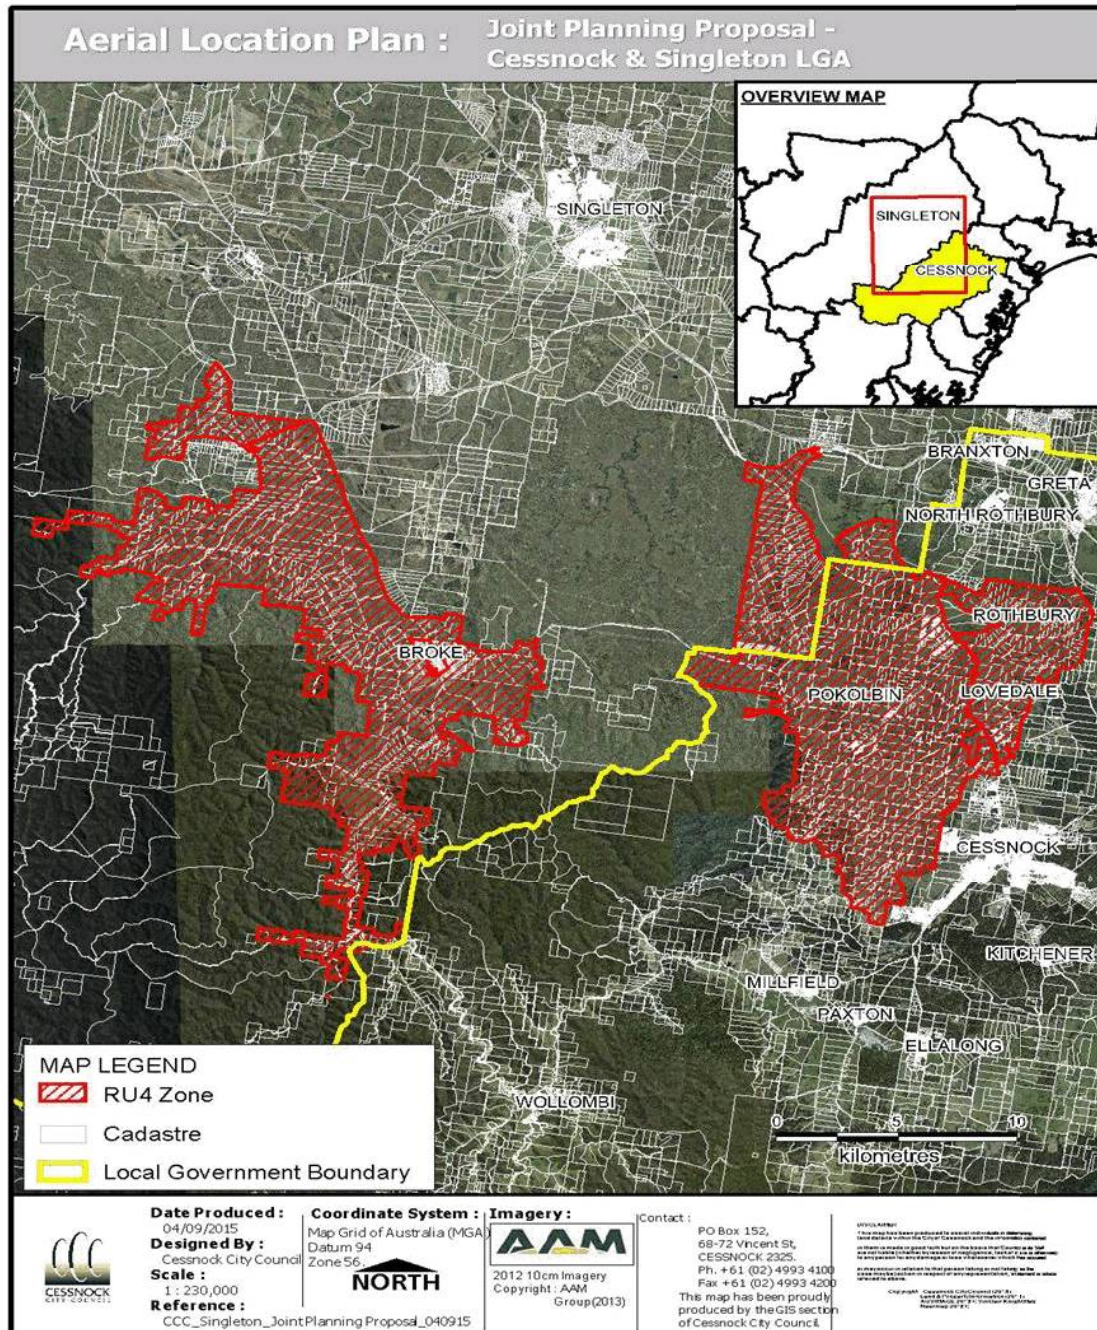 Aerial Location Plan :
Joint Planning Proposal -
Cessnock & Singleton LGA
OVERVIEW MAP
SINGLETON
CESSNOCK
SINGLETON
BRANXTON
GRETA
NORTH ROTHBURY
ROTHBURY
BROKE
POKOLBIN
LOVEDALE
CESSNOCK
KITCHENER
MILLFIELD
PAXTON
ELLALONG
WOLLOMBI
0 5 10
kilometres
MAP LEGEND
RU4 Zone
Cadastre
Local Government Boundary
CESSNOCK
CITY COUNCIL
Date Produced :
04/09/2015
Designed By :
Cessnock City Council
Scale :
1 : 230,000
Reference :
CCC_Singleton_Joint Planning Proposal_040915
Coordinate System :
Map Grid of Australia (MGA)
Datum 94
Zone 56.
NORTH
Imagery :
AAM
2012 10cm Imagery
Copyright : AAM
Group(2013)
Contact :
PO Box 152,
68-72 Vincent St,
CESSNOCK 2325.
Ph. +61 (02) 4993 4100
Fax +61 (02) 4993 4200
This map has been proudly
produced by the GIS section
of Cessnock City Council.